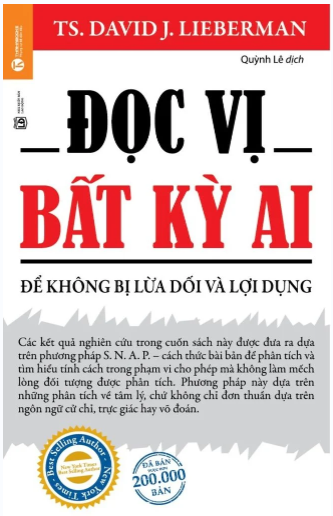 TS. DAVID J. LIEBERMAN
Quỳnh Lê dịch
ĐỌC VỊ
BẤT KỲ AI
ĐỂ KHÔNG BỊ LỪA DỐI VÀ LỢI DỤNG
Các kết quả nghiên cứu trong cuốn sách này được đưa ra dựa
trên phương pháp S. N. A. P. – cách thức bài bản để phân tích và
tìm hiểu tính cách trong phạm vi cho phép mà không làm mếch
lòng đối tượng được phân tích. Phương pháp này dựa trên
những phân tích về tâm lý, chứ không chỉ đơn thuần dựa trên
ngôn ngữ cử chỉ, trực giác hay võ đoán.
Best Selling Author
New York Times
Best Selling Author
New York Times
ĐÃ BÁN
200.000
BẢN